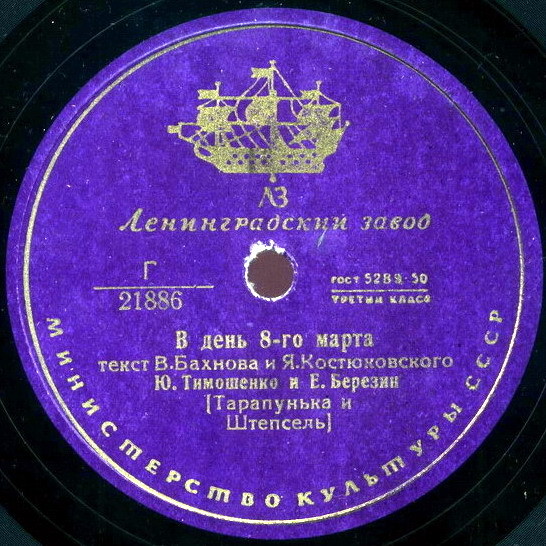 ЛЗ
Ленинградский завод
Г
21886
ГОСТ 5289-50
ТРЕТИЙ КЛАСС
В день 8-го марта
текст В.Бахнова и Я.Костюковского
Ю. Тимошенко и Е. Березин
[Тарапунька и
Штепсель]
МИНИСТЕРСТВО КУЛЬТУРЫ СССР